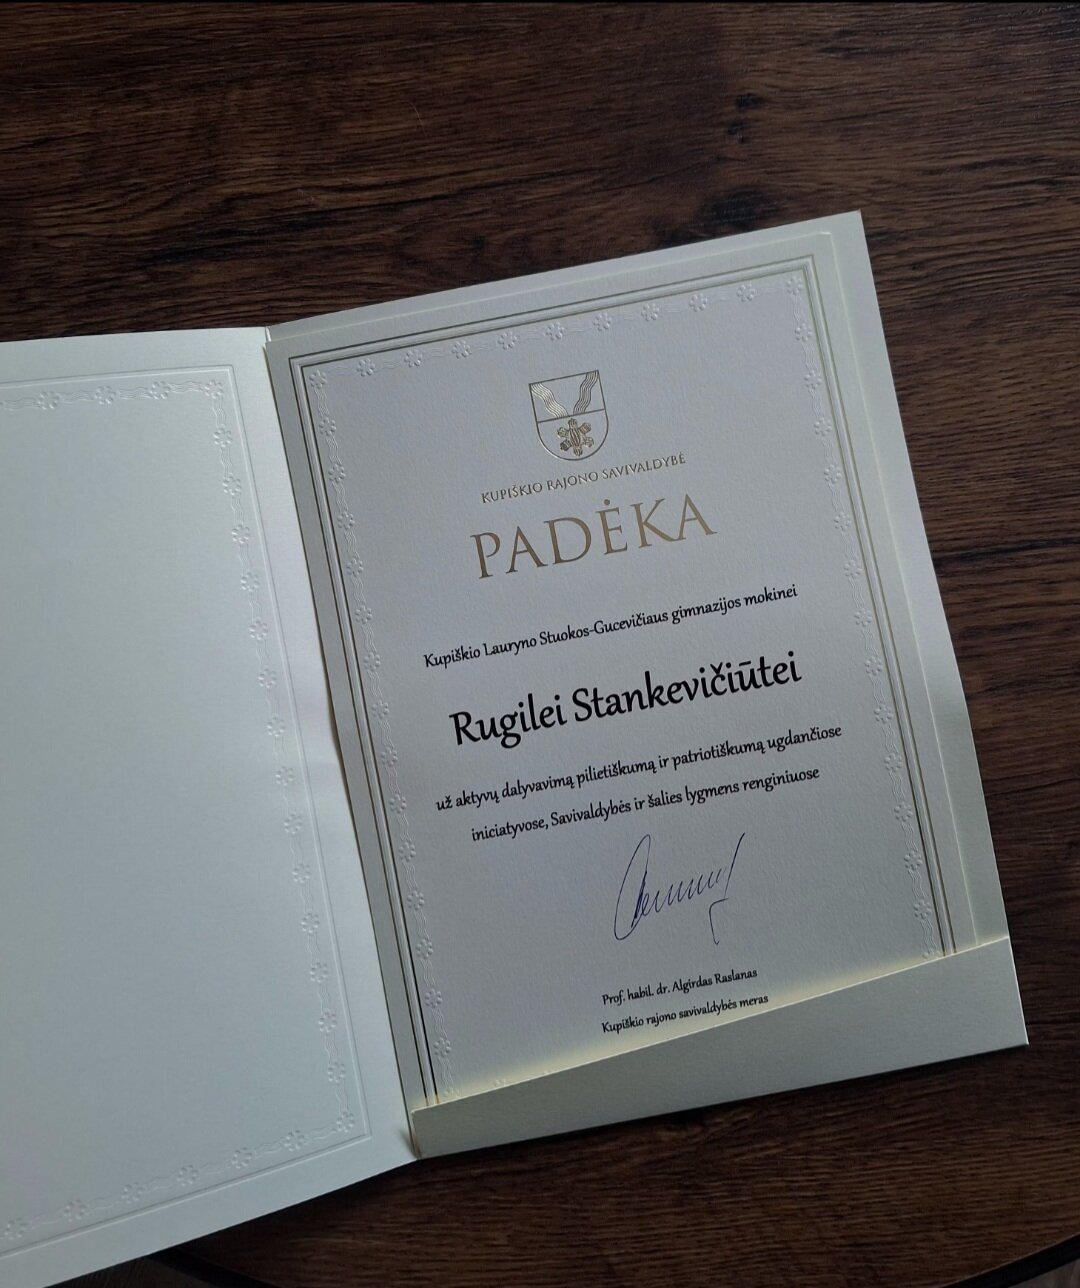 KUPIŠKIO RAJONO SAVIVALDYBĖ
PADĖKA
Kupiškio Lauryno Stuokos-Gucevičiaus gimnazijos mokinei
Rugilei Stankevičiūtei
už aktyvų dalyvavimą pilietiškumą ir patriotiškumą ugdančiose
iniciatyvose, Savivaldybės ir šalies lygmens renginiuose
Prof. habil. dr. Algirdas Raslanas
Kupiškio rajono savivaldybės meras